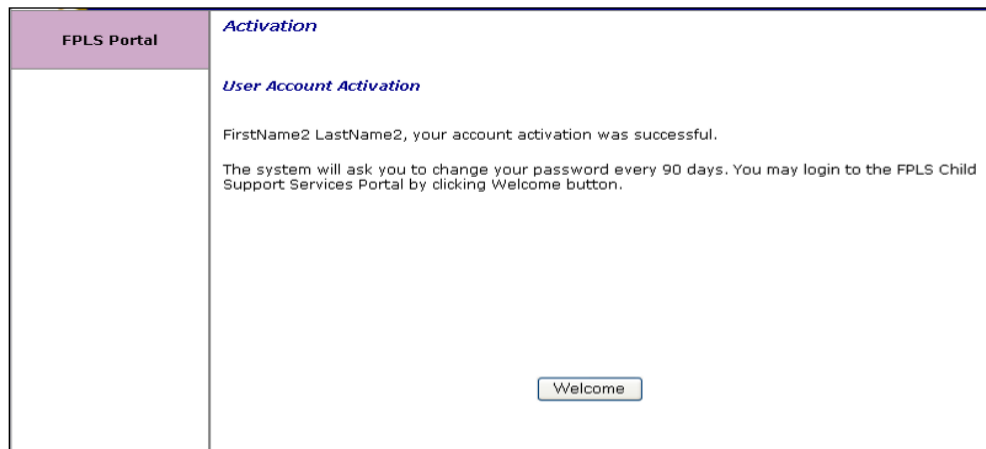 FPLS Portal
Activation
User Account Activation
FirstName2 LastName2, your account activation was successful.
The system will ask you to change your password every 90 days. You may login to the FPLS Child
Support Services Portal by clicking Welcome button.
Welcome